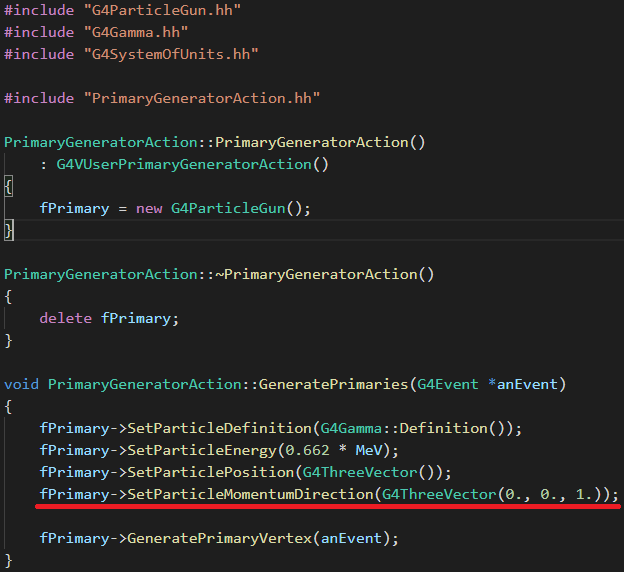 #include "G4ParticleGun.hh"
#include "G4Gamma.hh"
#include "G4SystemOfUnits.hh"
#include "PrimaryGeneratorAction.hh"
PrimaryGeneratorAction::PrimaryGeneratorAction()
    : G4VUserPrimaryGeneratorAction()
{
    fPrimary = new G4ParticleGun();
}
PrimaryGeneratorAction::~PrimaryGeneratorAction()
{
    delete fPrimary;
}
void PrimaryGeneratorAction::GeneratePrimaries(G4Event *anEvent)
{
    fPrimary->SetParticleDefinition(G4Gamma::Definition());
    fPrimary->SetParticleEnergy(0.662 * MeV);
    fPrimary->SetParticlePosition(G4ThreeVector());
    fPrimary->SetParticleMomentumDirection(G4ThreeVector(0., 0., 1.));
    fPrimary->GeneratePrimaryVertex(anEvent);
}